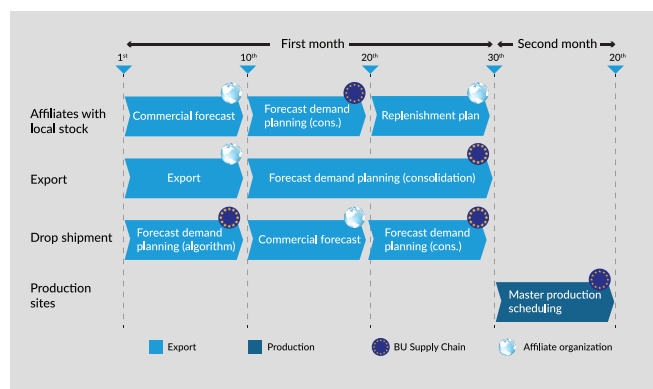 First month
Second month
1st
10th
20th
30th
20th
Affiliates with
local stock
Commercial forecast
Forecast demand
planning (cons.)
Replenishment plan
Export
Export
Forecast demand planning (consolidation)
Drop shipment
Forecast demand
planning (algorithm)
Commercial forecast
Forecast demand
planning (cons.)
Production
sites
Master production
scheduling
Export
Production
BU Supply Chain
Affiliate organization